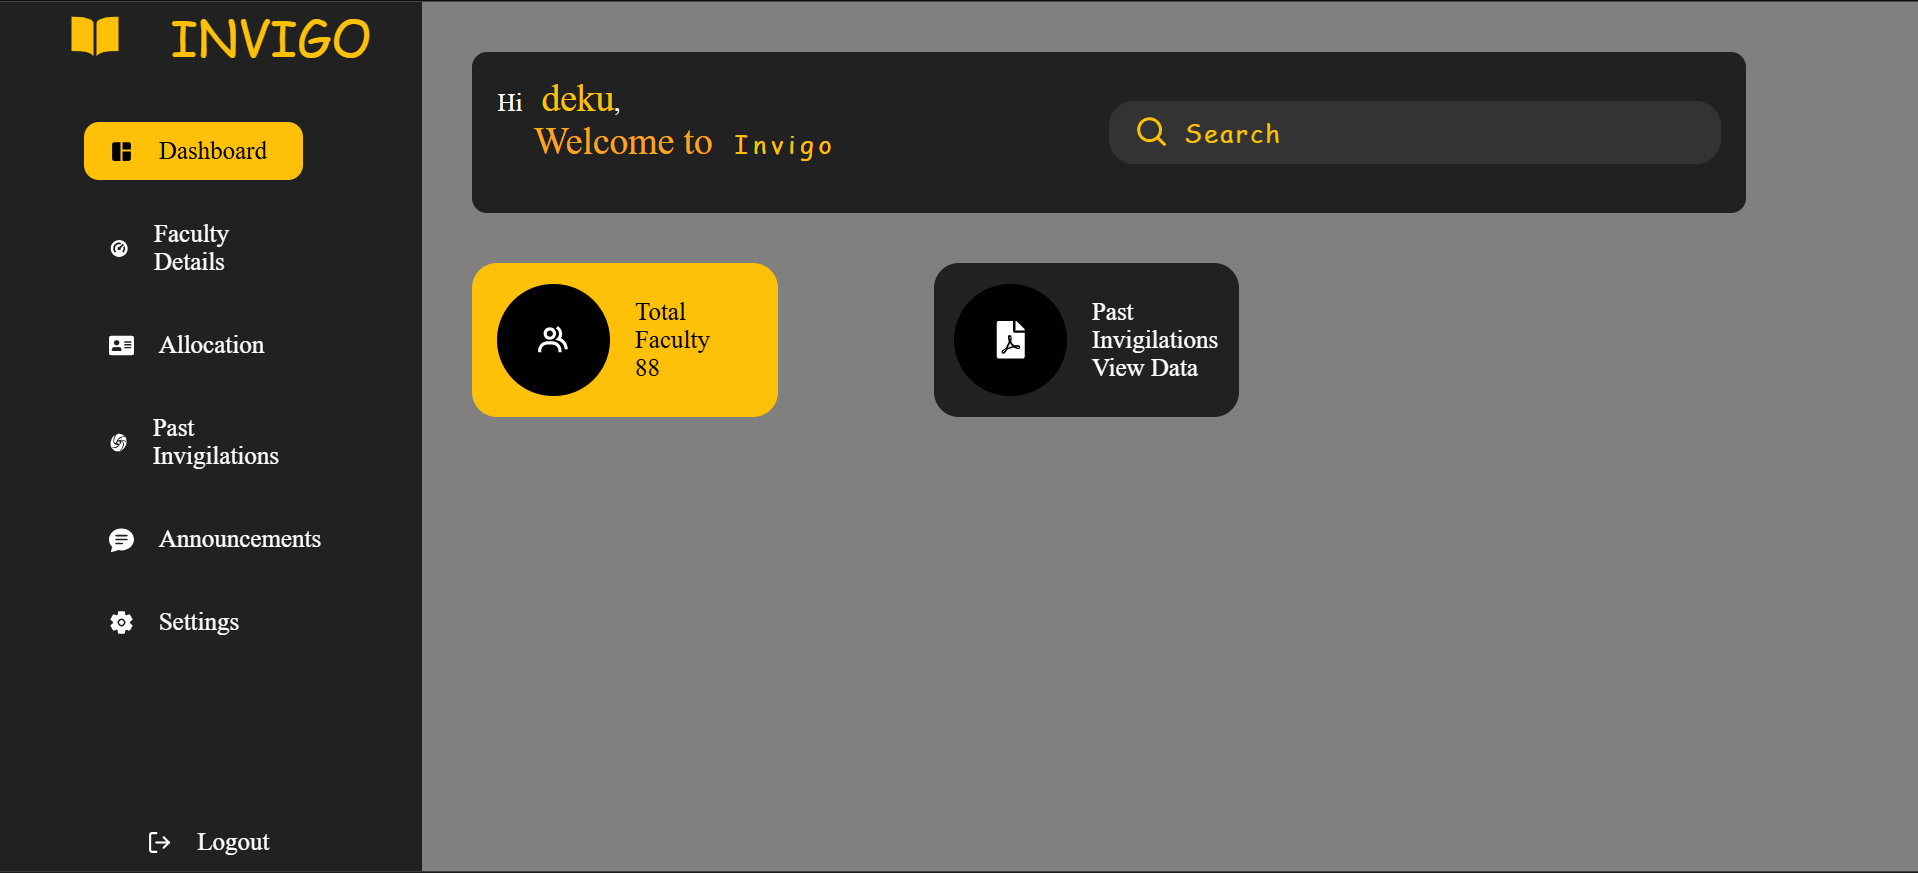 INVIGO
Dashboard
Faculty
Details
Allocation
Past
Invigilations
Announcements
Settings
Logout
Hi deku,
Welcome to Invigo
Search
Total
Faculty
88
Past
Invigilations
View Data